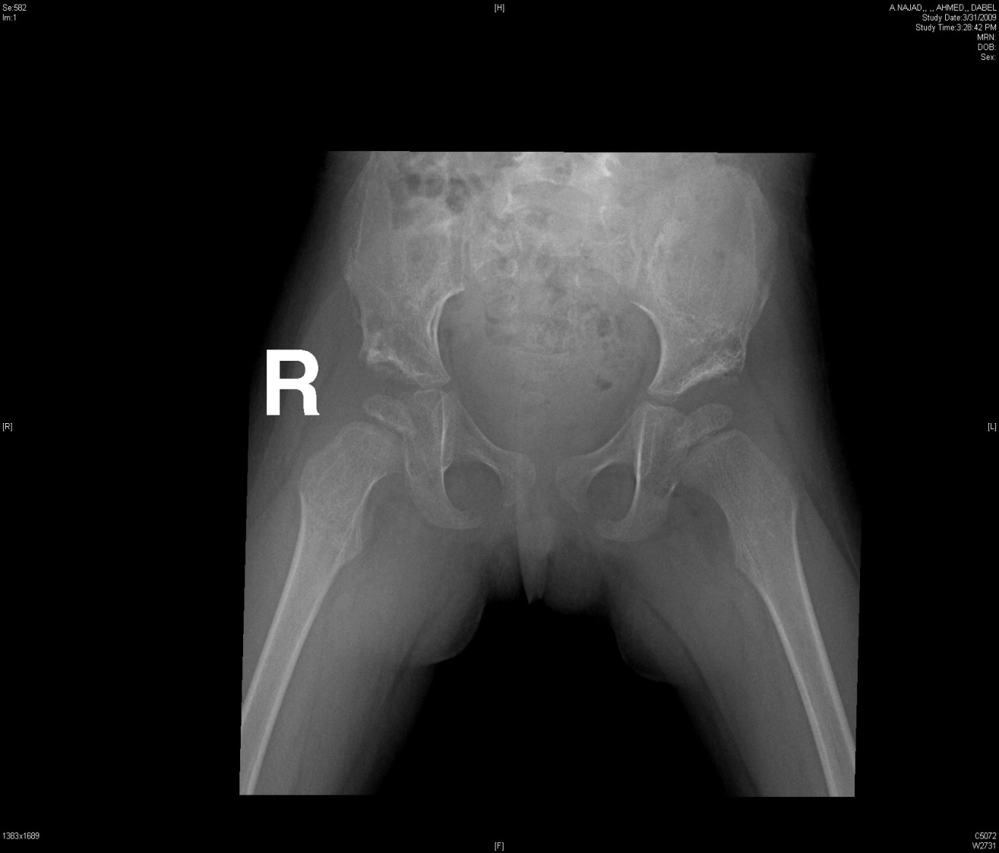 Se:582
Im:1
[H]
A.NAJAD,, ,, AHMED,, DABEL
Study Date:3/31/2009
Study Time:3:28:42 PM
MRN:
DOB:
Sex:
R
[R]
[L]
1383x1689
[F]
C5072
W2731